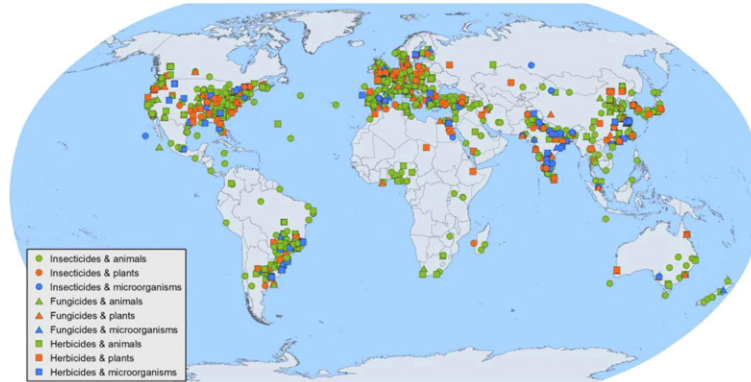 Insecticides & animals
Insecticides & plants
Insecticides & microorganisms
Fungicides & animals
Fungicides & plants
Fungicides & microorganisms
Herbicides & animals
Herbicides & plants
Herbicides & microorganisms